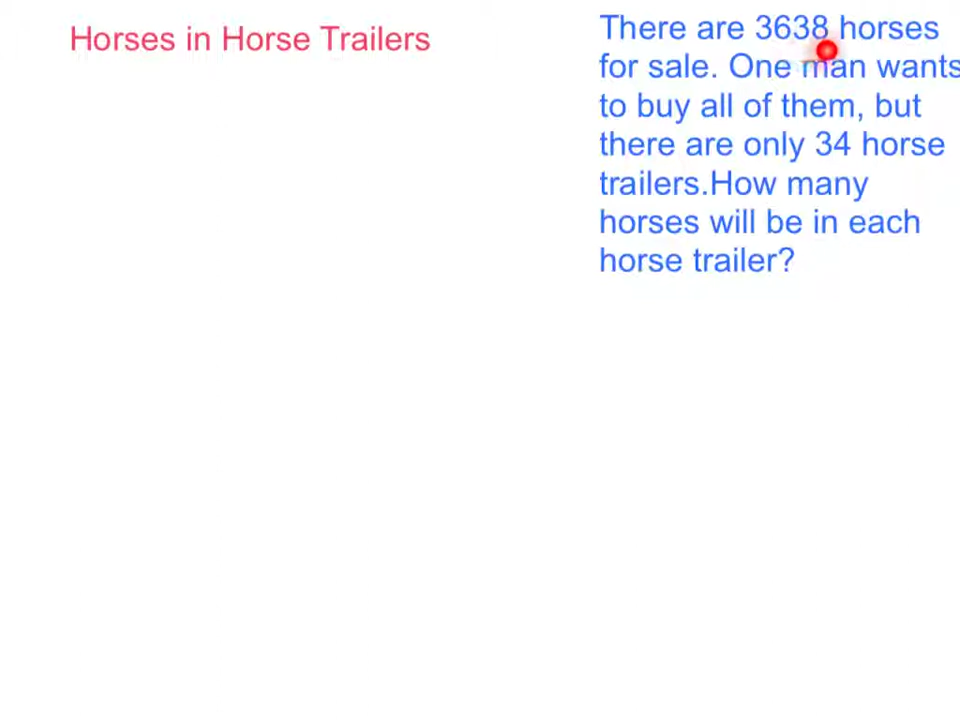 Horses in Horse Trailers
There are 3638 horses
for sale. One man wants
to buy all of them, but
there are only 34 horse
trailers.How many
horses will be in each
horse trailer?